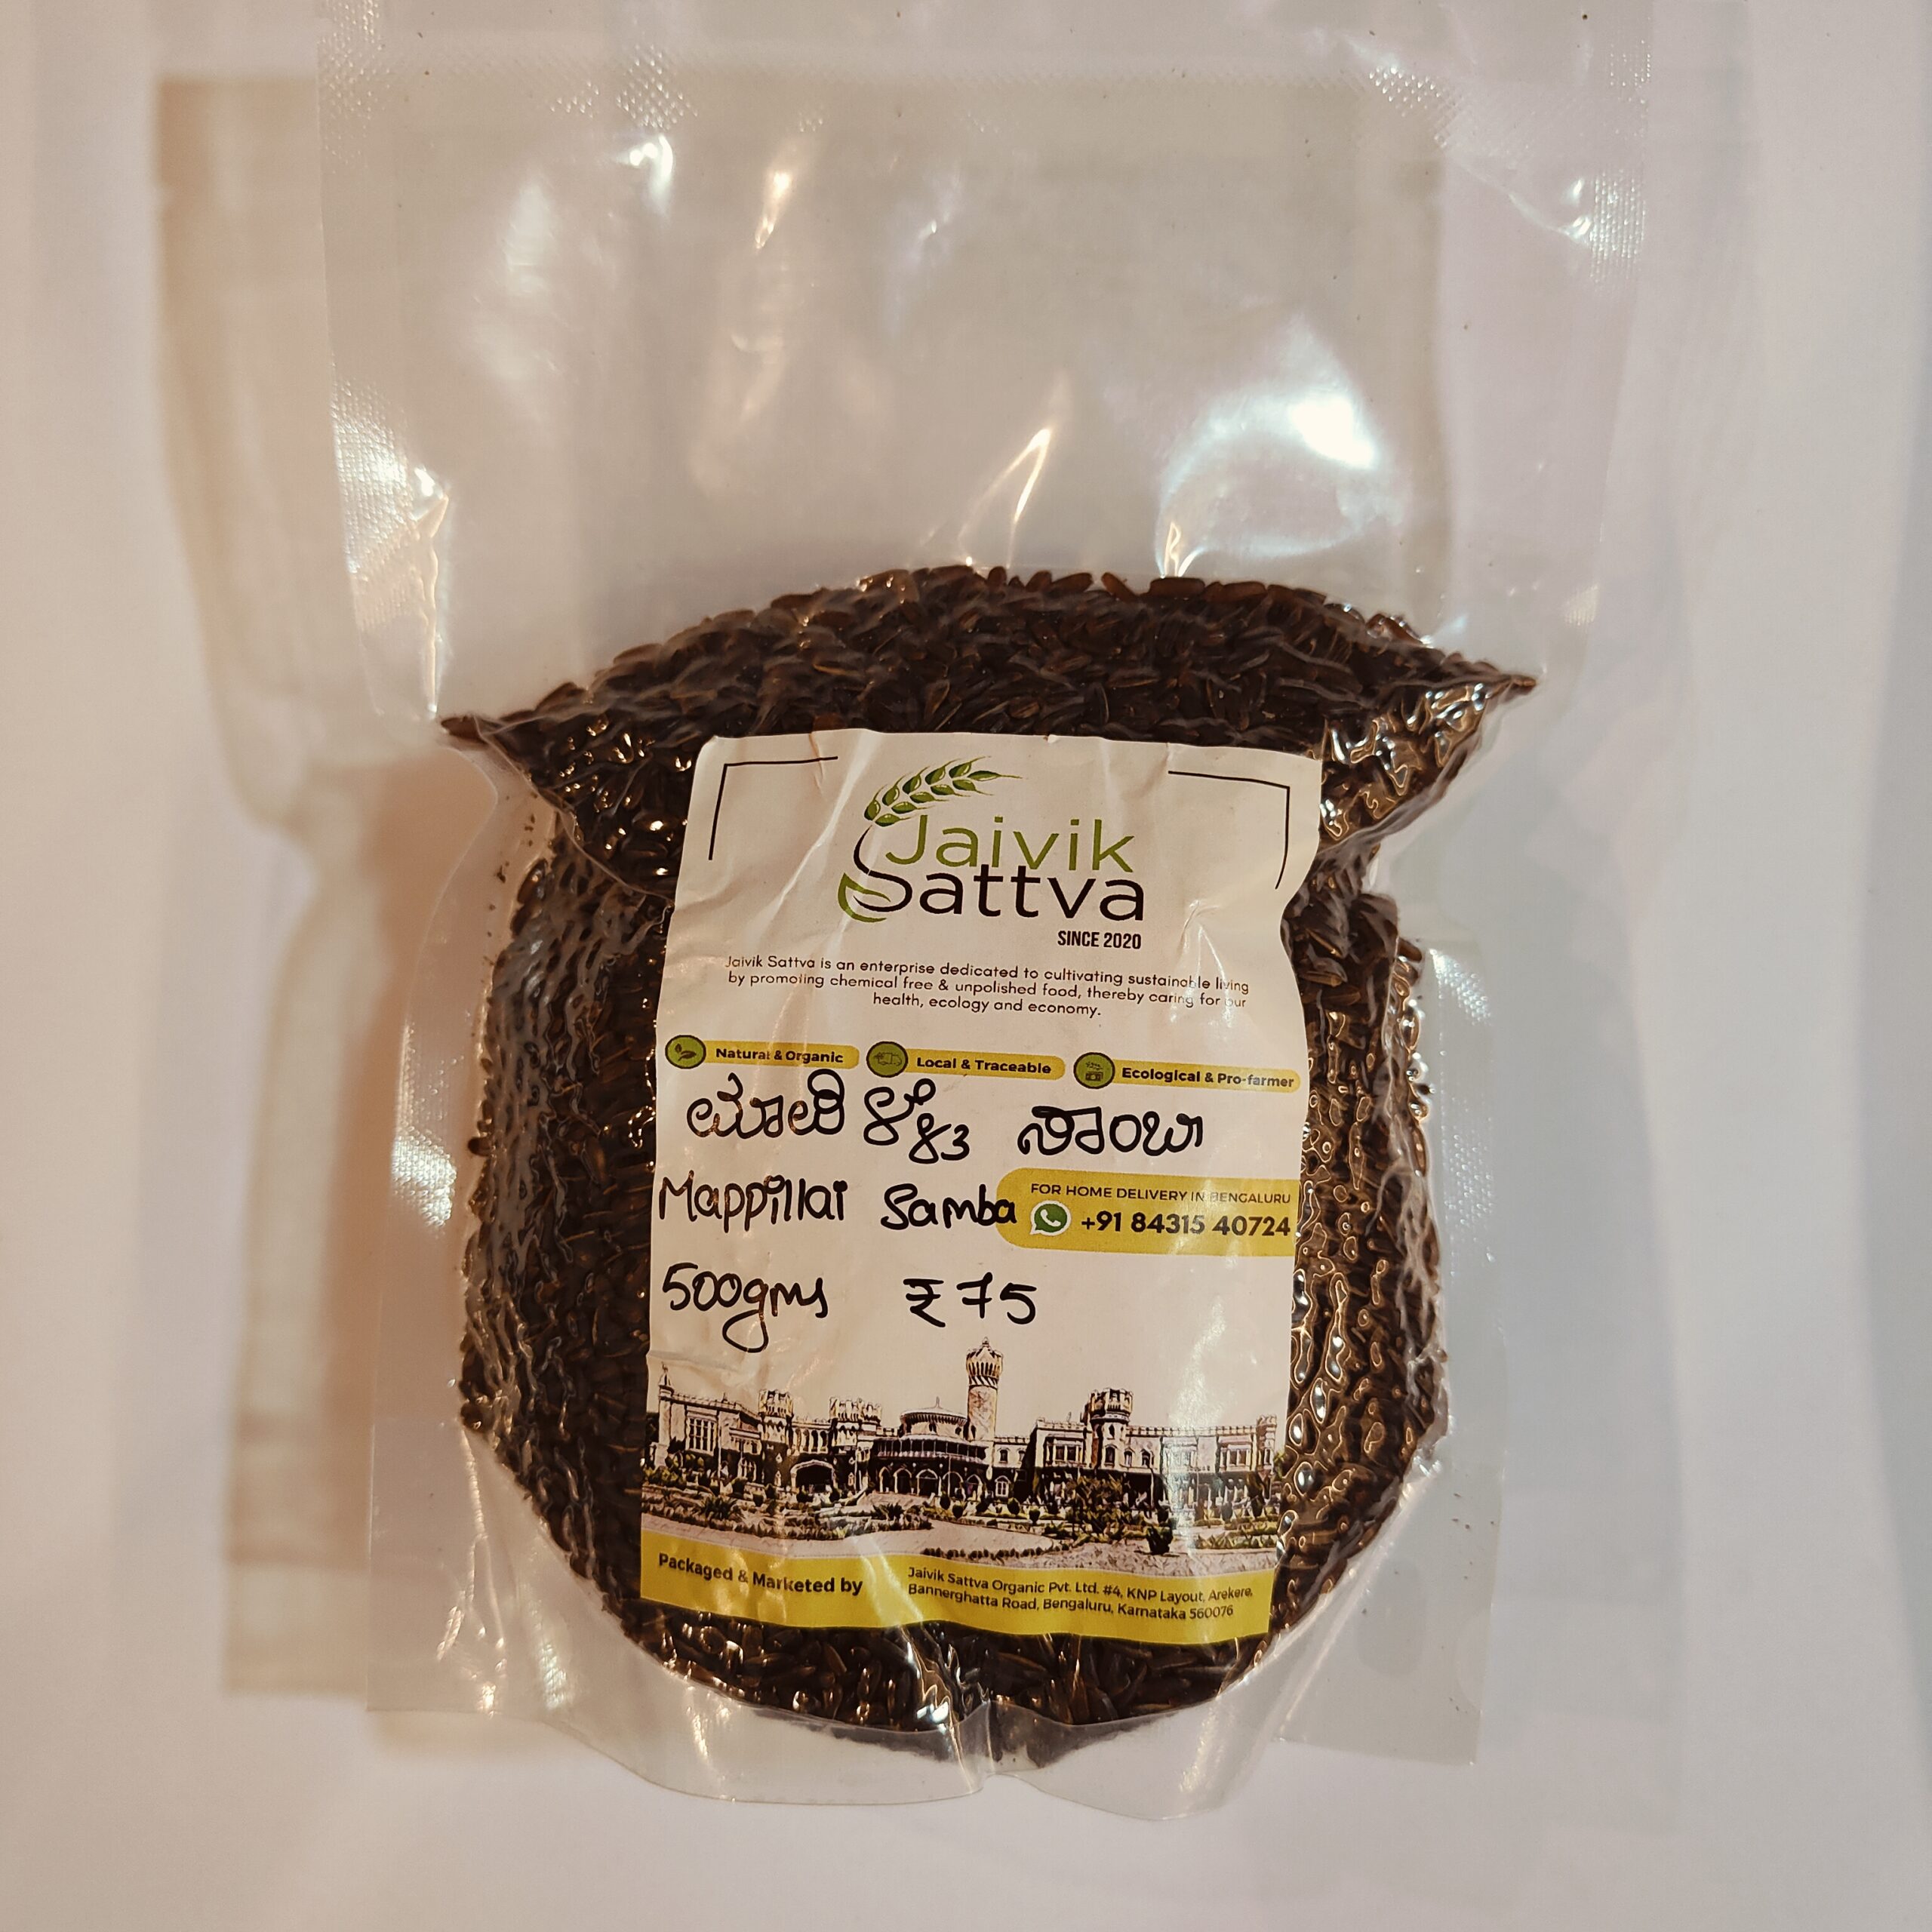 Jaivik
Sattva
SINCE 2020
Jaivik Sattva is an enterprise dedicated to cultivating sustainable living
by promoting chemical free & unpolished food, thereby caring for our
health, ecology and economy.
Natural & Organic Local & Traceable Ecological & Pro-farmer
ಸಾಂಬಾ
Mappillai Samba
FOR HOME DELIVERY IN BENGALURU
+91 84315 40724
500gms ₹75
Packaged & Marketed by
Jaivik Sattva Organic Pvt. Ltd. #4, KNP Layout, Arekere,
Bannerghatta Road, Bengaluru, Karnataka 560076